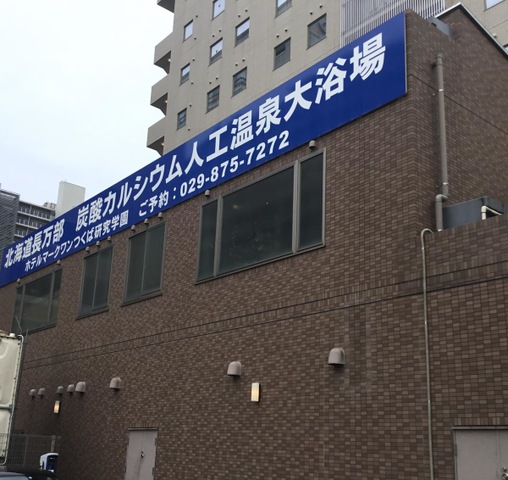 北海道長万部　炭酸カルシウム人工温泉大浴場
ホテルマークワンつくば研究学園　ご予約：029-875-7272